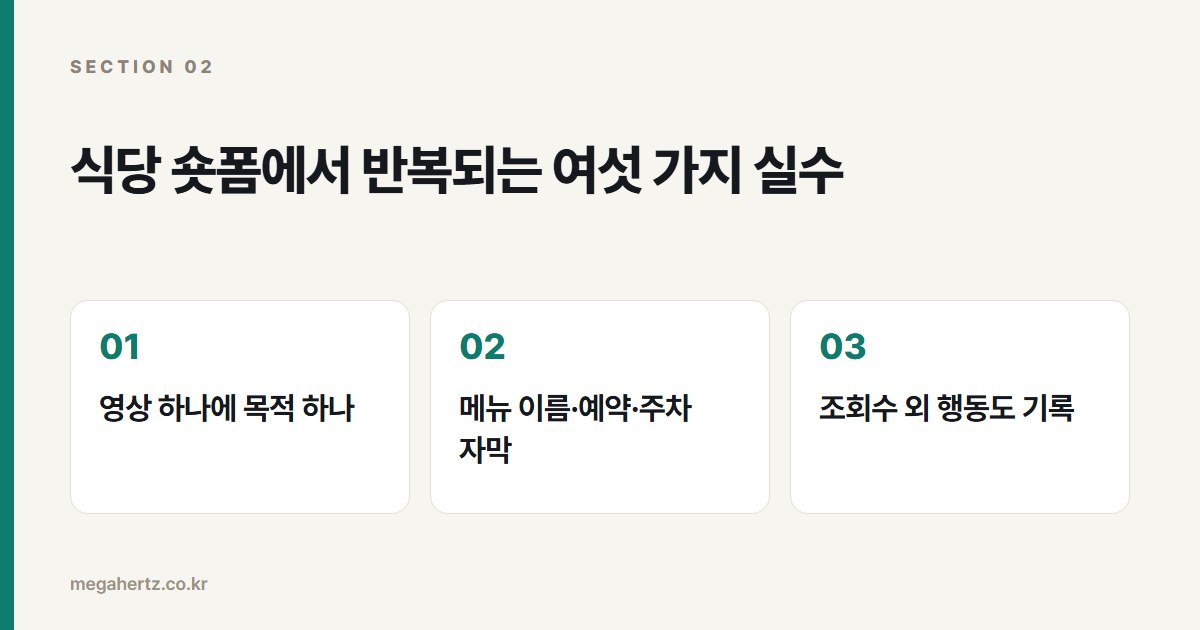 SECTION 02
식당 숏폼에서 반복되는 여섯 가지 실수
01
영상 하나에 목적 하나
02
메뉴 이름·예약·주차
자막
03
조회수 외 행동도 기록
megahertz.co.kr